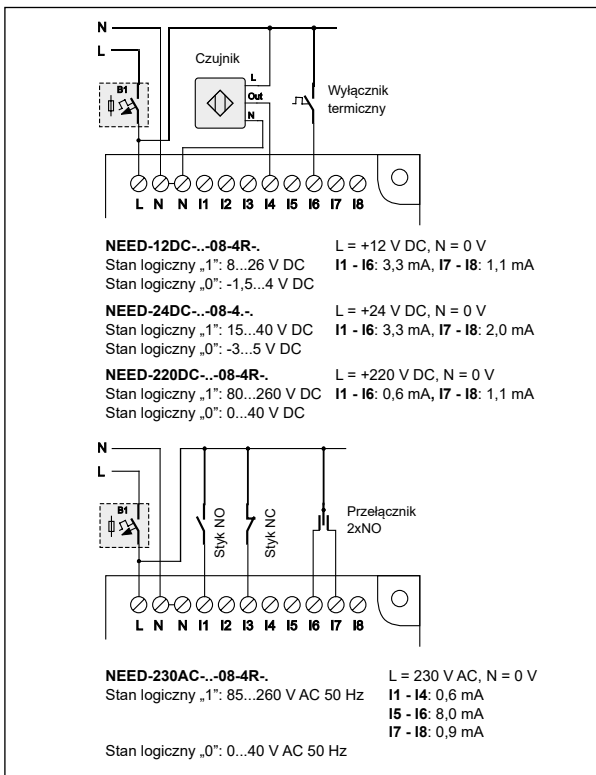 N
L
B1
Czujnik
L
Out
N
Wyłącznik
termiczny
L N N I1 I2 I3 I4 I5 I6 I7 I8
NEED-12DC-..-08-4R-. L = +12 V DC, N = 0 V
Stan logiczny „1”: 8...26 V DC I1 - I6: 3,3 mA, I7 - I8: 1,1 mA
Stan logiczny „0”: -1,5...4 V DC
NEED-24DC-..-08-4.-. L = +24 V DC, N = 0 V
Stan logiczny „1”: 15...40 V DC I1 - I6: 3,3 mA, I7 - I8: 2,0 mA
Stan logiczny „0”: -3...5 V DC
NEED-220DC-..-08-4R-. L = +220 V DC, N = 0 V
Stan logiczny „1”: 80...260 V DC I1 - I6: 0,6 mA, I7 - I8: 1,1 mA
Stan logiczny „0”: 0...40 V DC
N
L
B1
Styk NO
Styk NC
Przełącznik
2xNO
L N N I1 I2 I3 I4 I5 I6 I7 I8
NEED-230AC-..-08-4R-. L = 230 V AC, N = 0 V
Stan logiczny „1”: 85...260 V AC 50 Hz I1 - I4: 0,6 mA
I5 - I6: 8,0 mA
I7 - I8: 0,9 mA
Stan logiczny „0”: 0...40 V AC 50 Hz